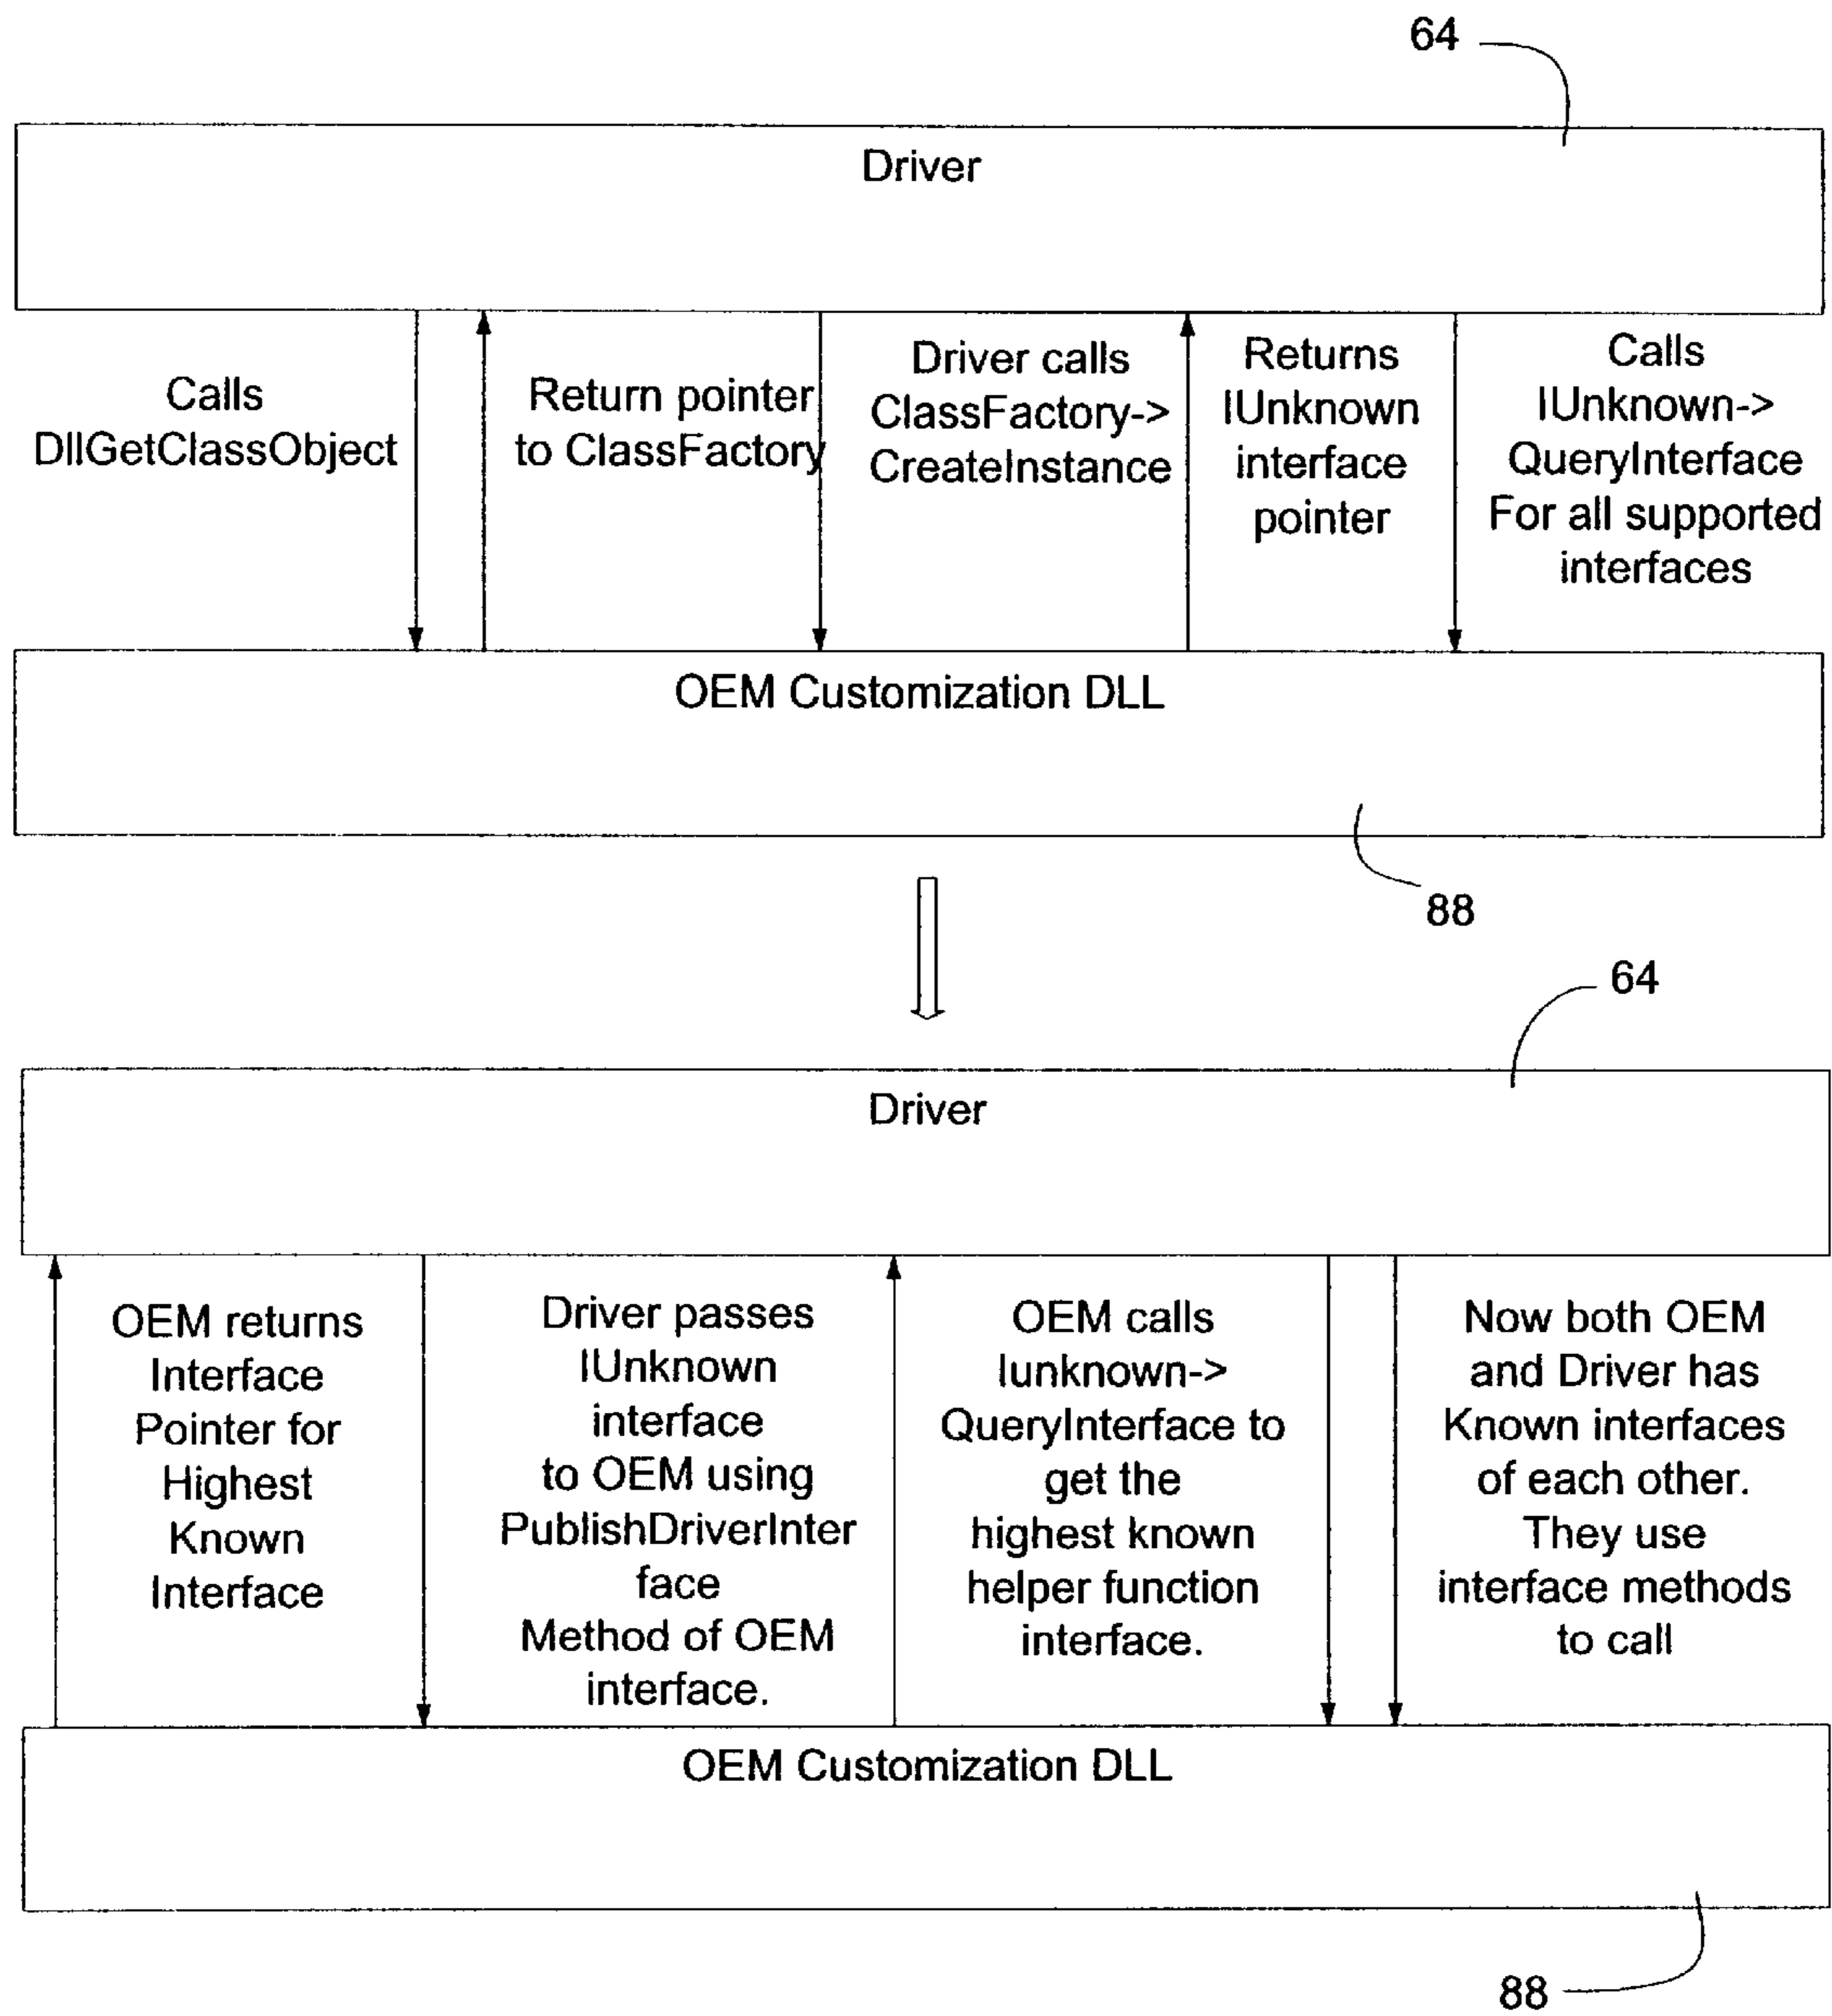 64
Driver
Calls
DllGetClassObject
Return pointer
to ClassFactory
Driver calls
ClassFactory->
CreateInstance
Returns
IUnknown
interface
pointer
Calls
IUnknown->
QueryInterface
For all supported
interfaces
OEM Customization DLL
88
64
Driver
OEM returns
Interface
Pointer for
Highest
Known
Interface
Driver passes
IUnknown
interface
to OEM using
PublishDriverInter
face
Method of OEM
interface.
OEM calls
Iunknown->
QueryInterface to
get the
highest known
helper function
interface.
Now both OEM
and Driver has
Known interfaces
of each other.
They use
interface methods
to call
OEM Customization DLL
88